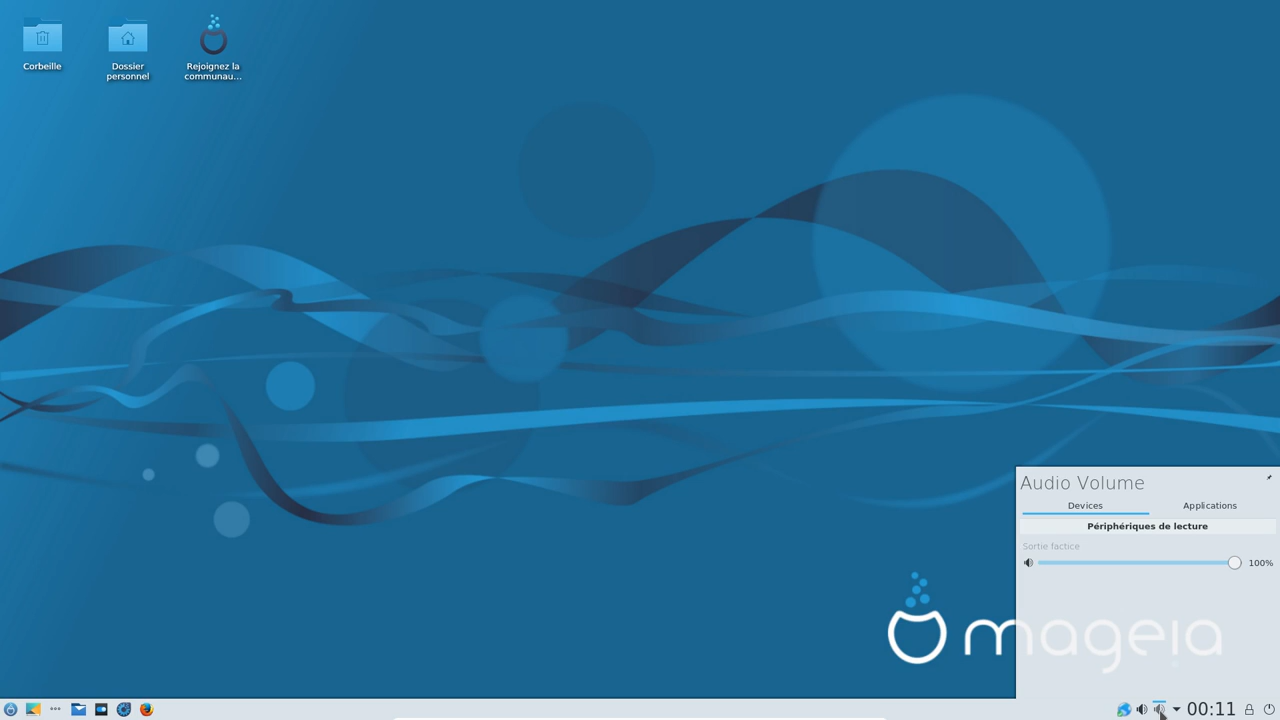 Corbeille
Dossier
personnel
Rejoignez la
communau...
Audio Volume
Devices
Applications
Périphériques de lecture
Sortie factice
100%
mageia
00:11